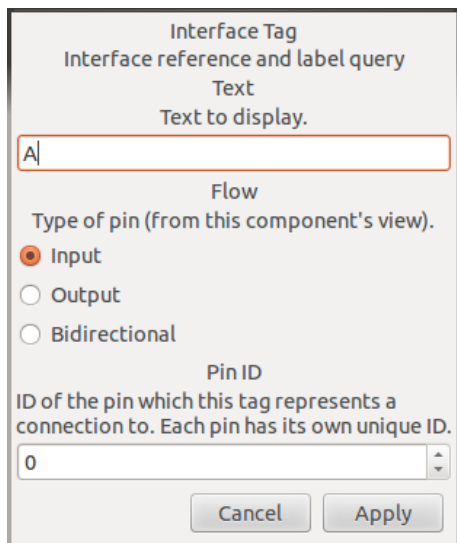 Interface Tag
Interface reference and label query
Text
Text to display.
A
Flow
Type of pin (from this component's view).
Input
Output
Bidirectional
Pin ID
ID of the pin which this tag represents a
connection to. Each pin has its own unique ID.
0
Cancel Apply